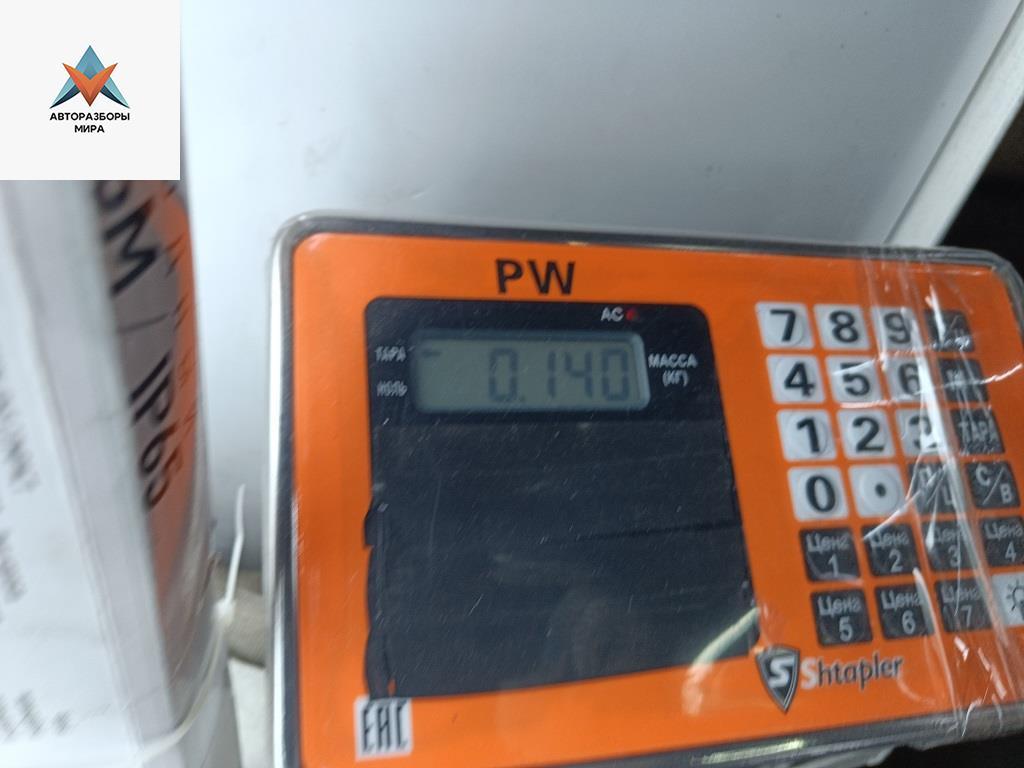 АВТОРАЗБОРЫ
МИРА
/ IP65
PW
AC
ТАРА
НОЛЬ
0.140
МАССА
(КГ)
7 8 9
4 5 6
1 2 3 ТАРА
0 . С/В
Цена 1 Цена 2 Цена 3 Цена 4
Цена 5 Цена 6 Цена 7
S Shtapler
EAC